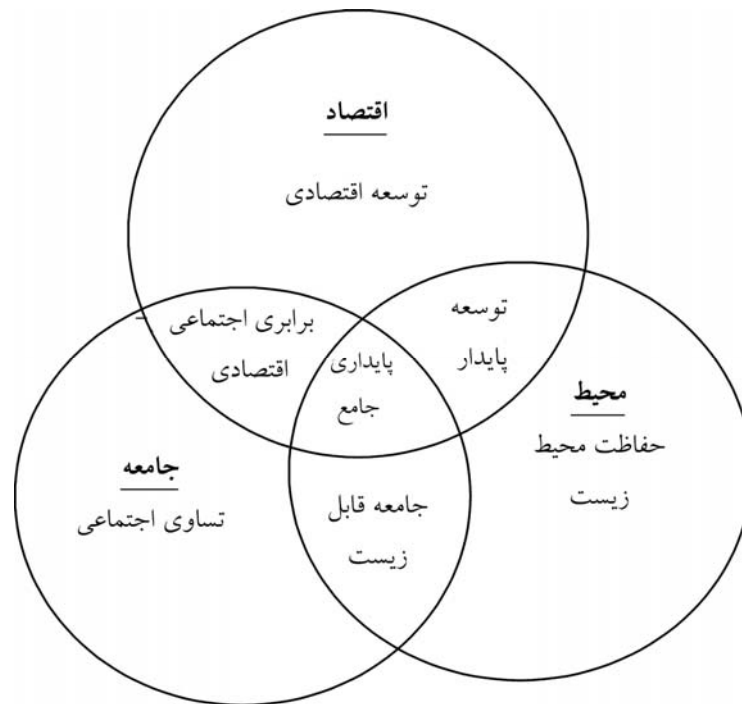 اقتصاد
توسعه اقتصادی
برابری اجتماعی -
اقتصادی
توسعه
پایدار
پایداری
جامع
محیط
حفاظت محیط
زیست
جامعه
تساوی اجتماعی
جامعه قابل
زیست